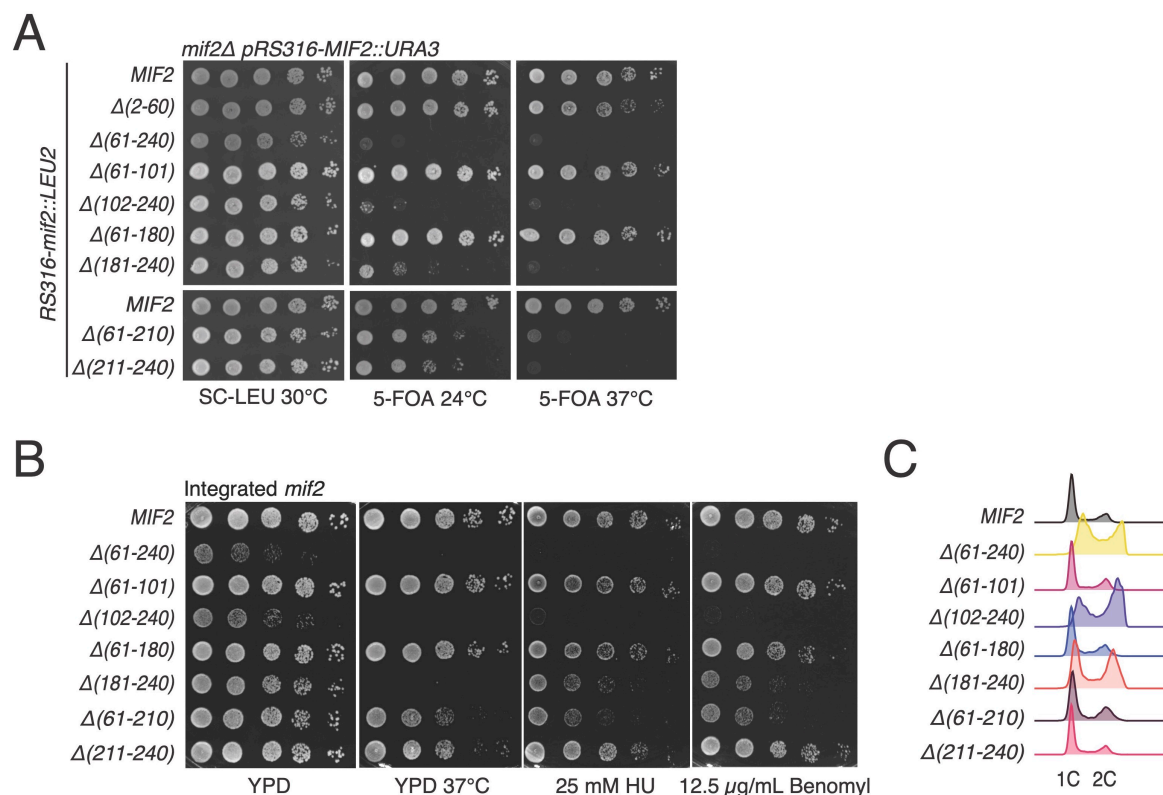 A
mif2Δ pRS316-MIF2::URA3
RS316-mif2::LEU2
MIF2
Δ(2-60)
Δ(61-240)
Δ(61-101)
Δ(102-240)
Δ(61-180)
Δ(181-240)
MIF2
Δ(61-210)
Δ(211-240)
SC-LEU 30°C 5-FOA 24°C 5-FOA 37°C
B
Integrated mif2
MIF2
Δ(61-240)
Δ(61-101)
Δ(102-240)
Δ(61-180)
Δ(181-240)
Δ(61-210)
Δ(211-240)
YPD YPD 37°C 25 mM HU 12.5 µg/mL Benomyl
C
MIF2
Δ(61-240)
Δ(61-101)
Δ(102-240)
Δ(61-180)
Δ(181-240)
Δ(61-210)
Δ(211-240)
1C 2C